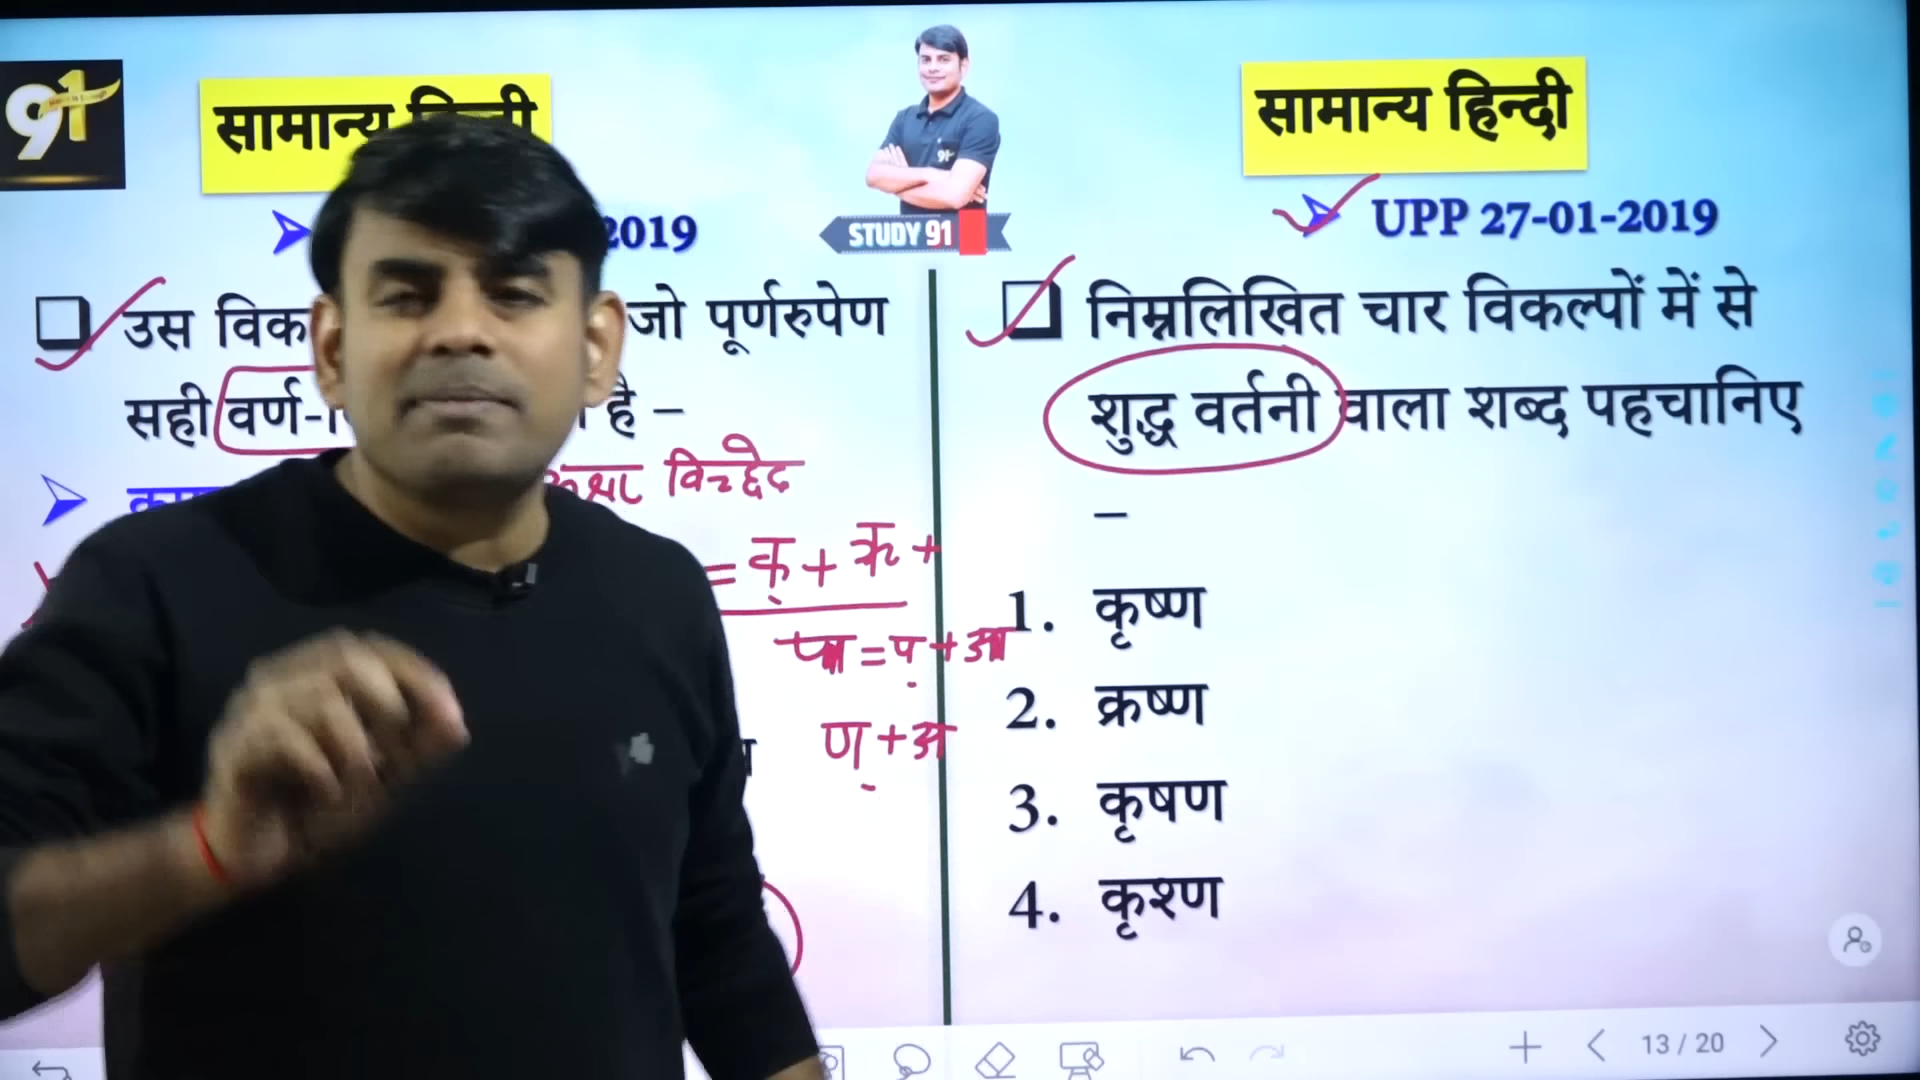 91
सामान्य
2019
उस
जो पूर्णरुपेण
सही वर्ण-
है –
विच्छेद
= क् + ऋ +
= प् + आ
ण् + अ
STUDY 91
सामान्य हिन्दी
UPP 27-01-2019
निम्नलिखित चार विकल्पों में से
शुद्ध वर्तनी वाला शब्द पहचानिए
–
1. कृष्ण
2. क्रष्ण
3. कृषण
4. कृश्ण
13 / 20